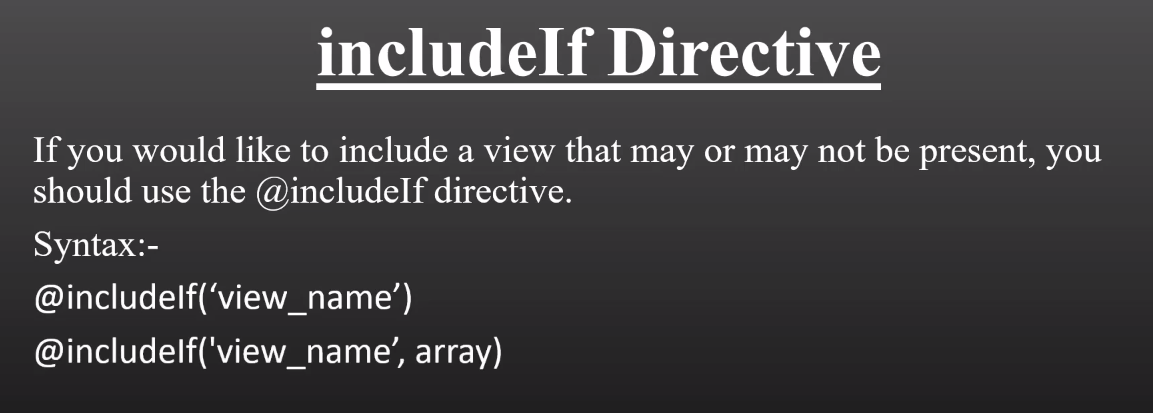 includeIf Directive
If you would like to include a view that may or may not be present, you
should use the @includeIf directive.
Syntax:-
@includeIf(‘view_name’)
@includeIf('view_name’, array)